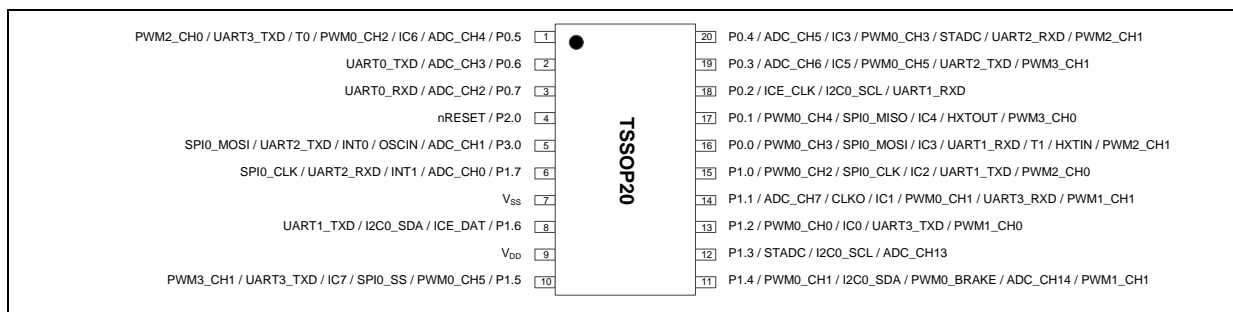 PWM2_CH0 / UART3_TXD / T0 / PWM0_CH2 / IC6 / ADC_CH4 / P0.5 1
UART0_TXD / ADC_CH3 / P0.6 2
UART0_RXD / ADC_CH2 / P0.7 3
nRESET / P2.0 4
SPI0_MOSI / UART2_TXD / INT0 / OSCIN / ADC_CH1 / P3.0 5
SPI0_CLK / UART2_RXD / INT1 / ADC_CH0 / P1.7 6
VSS 7
UART1_TXD / I2C0_SDA / ICE_DAT / P1.6 8
VDD 9
PWM3_CH1 / UART3_TXD / IC7 / SPI0_SS / PWM0_CH5 / P1.5 10
TSSOP20
20 P0.4 / ADC_CH5 / IC3 / PWM0_CH3 / STADC / UART2_RXD / PWM2_CH1
19 P0.3 / ADC_CH6 / IC5 / PWM0_CH5 / UART2_TXD / PWM3_CH1
18 P0.2 / ICE_CLK / I2C0_SCL / UART1_RXD
17 P0.1 / PWM0_CH4 / SPI0_MISO / IC4 / HXTOUT / PWM3_CH0
16 P0.0 / PWM0_CH3 / SPI0_MOSI / IC3 / UART1_RXD / T1 / HXTIN / PWM2_CH1
15 P1.0 / PWM0_CH2 / SPI0_CLK / IC2 / UART1_TXD / PWM2_CH0
14 P1.1 / ADC_CH7 / CLKO / IC1 / PWM0_CH1 / UART3_RXD / PWM1_CH1
13 P1.2 / PWM0_CH0 / IC0 / UART3_TXD / PWM1_CH0
12 P1.3 / STADC / I2C0_SCL / ADC_CH13
11 P1.4 / PWM0_CH1 / I2C0_SDA / PWM0_BRAKE / ADC_CH14 / PWM1_CH1